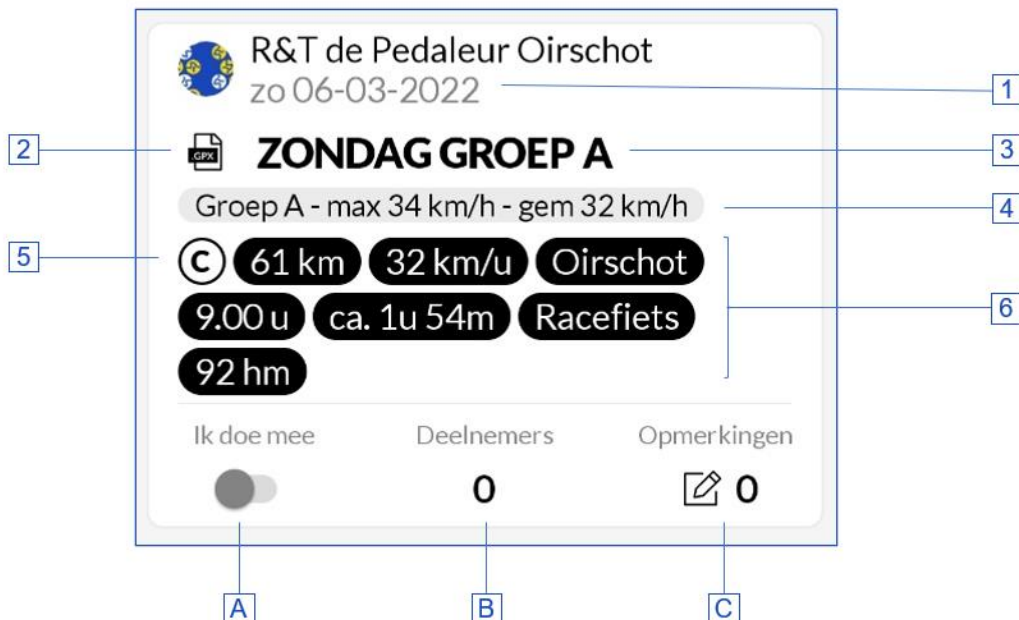 R&T de Pedaleur Oirschot
zo 06-03-2022
1
2
.GPX
ZONDAG GROEP A
3
Groep A - max 34 km/h - gem 32 km/h
4
5
C 61 km 32 km/u Oirschot
9.00 u ca. 1u 54m Racefiets
6
92 hm
Ik doe mee Deelnemers Opmerkingen
0 0
A B C